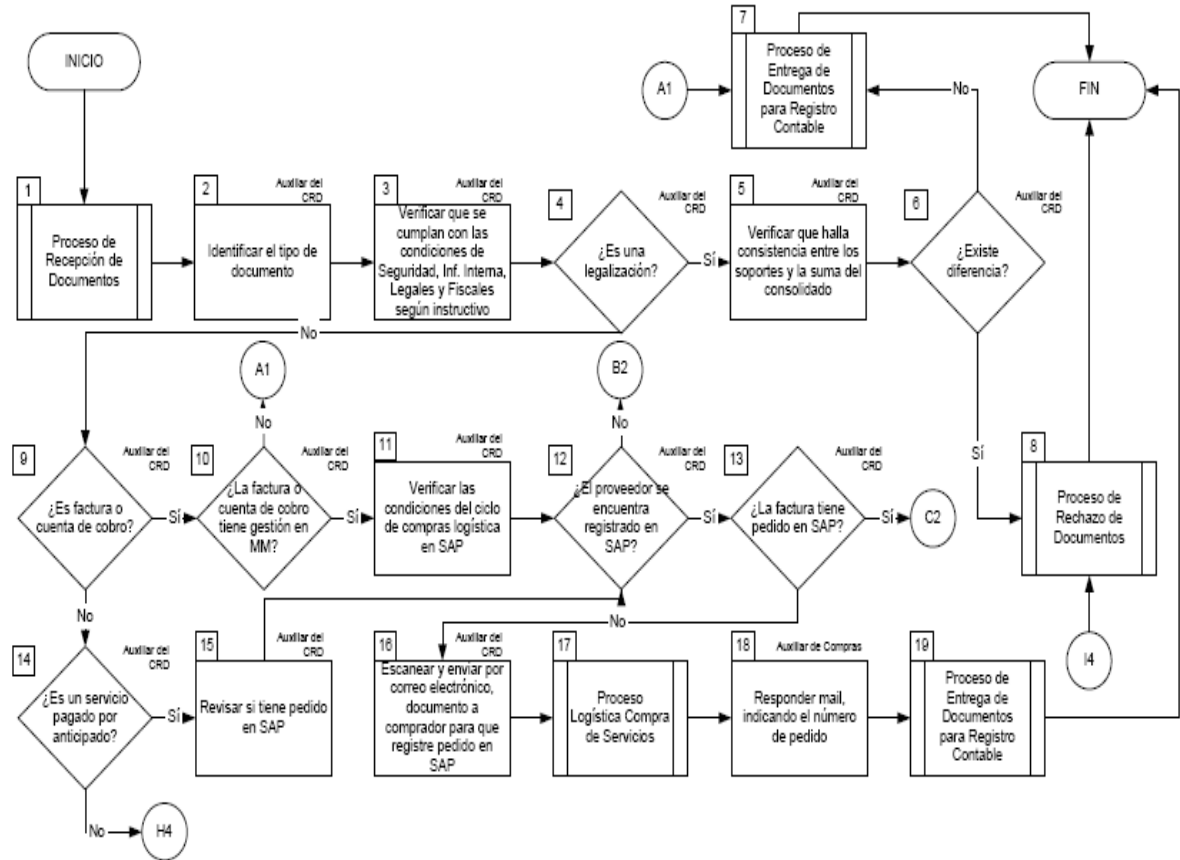 INICIO
7
Proceso de
Entrega de
Documentos
para Registro
Contable
A1
FIN
No
1
Proceso de
Recepción de
Documentos
2
Auxiliar del
CRD
Identificar el tipo de
documento
3
Auxiliar del
CRD
Verificar que se
cumplan con las
condiciones de
Seguridad, Inf. Interna,
Legales y Fiscales
según instructivo
4
Auxiliar del
CRD
¿Es una
legalización?
Sí
5
Auxiliar del
CRD
Verificar que halla
consistencia entre los
soportes y la suma del
consolidado
6
Auxiliar del
CRD
¿Existe
diferencia?
No
Sí
A1
No
B2
No
9
Auxiliar del
CRD
¿Es factura o
cuenta de cobro?
Sí
10
Auxiliar del
CRD
¿La factura o
cuenta de cobro
tiene gestión en
MM?
Sí
11
Auxiliar del
CRD
Verificar las
condiciones del ciclo
de compras logística
en SAP
12
Auxiliar del
CRD
¿El proveedor se
encuentra
registrado en
SAP?
Sí
13
Auxiliar del
CRD
¿La factura tiene
pedido en SAP?
Sí
C2
8
Proceso de
Rechazo de
Documentos
No
No
14
Auxiliar del
CRD
¿Es un servicio
pagado por
anticipado?
Sí
15
Auxiliar del
CRD
Revisar si tiene pedido
en SAP
16
Auxiliar del
CRD
Escanear y enviar por
correo electrónico,
documento a
comprador para que
registre pedido en
SAP
17
Proceso
Logística Compra
de Servicios
18
Auxiliar de Compras
Responder mail,
indicando el número
de pedido
19
Proceso de
Entrega de
Documentos
para Registro
Contable
I4
No
H4